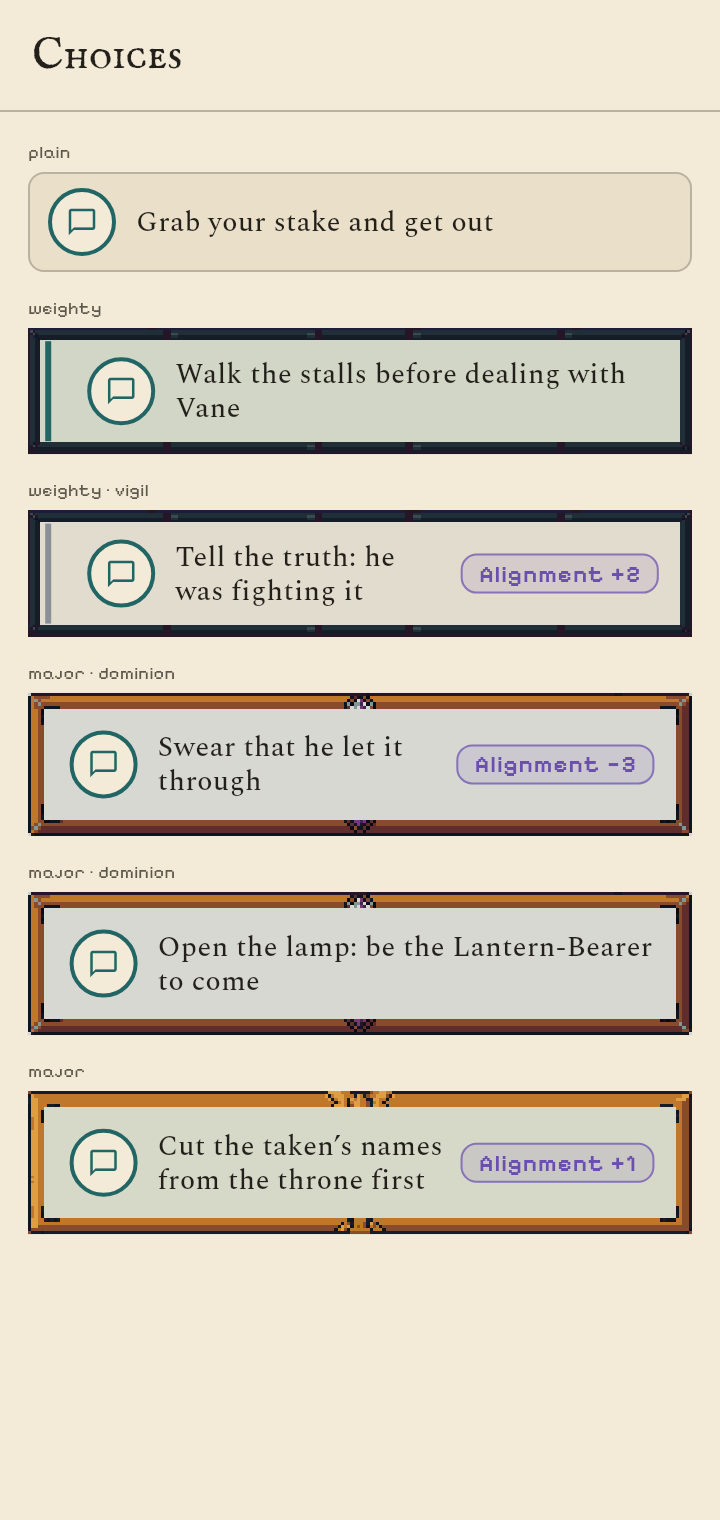 Choices
plain
Grab your stake and get out
weighty
Walk the stalls before dealing with
Vane
weighty · vigil
Tell the truth: he
was fighting it
Alignment +2
major · dominion
Swear that he let it
through
Alignment -3
major · dominion
Open the lamp: be the Lantern-Bearer
to come
major
Cut the taken's names
from the throne first
Alignment +1